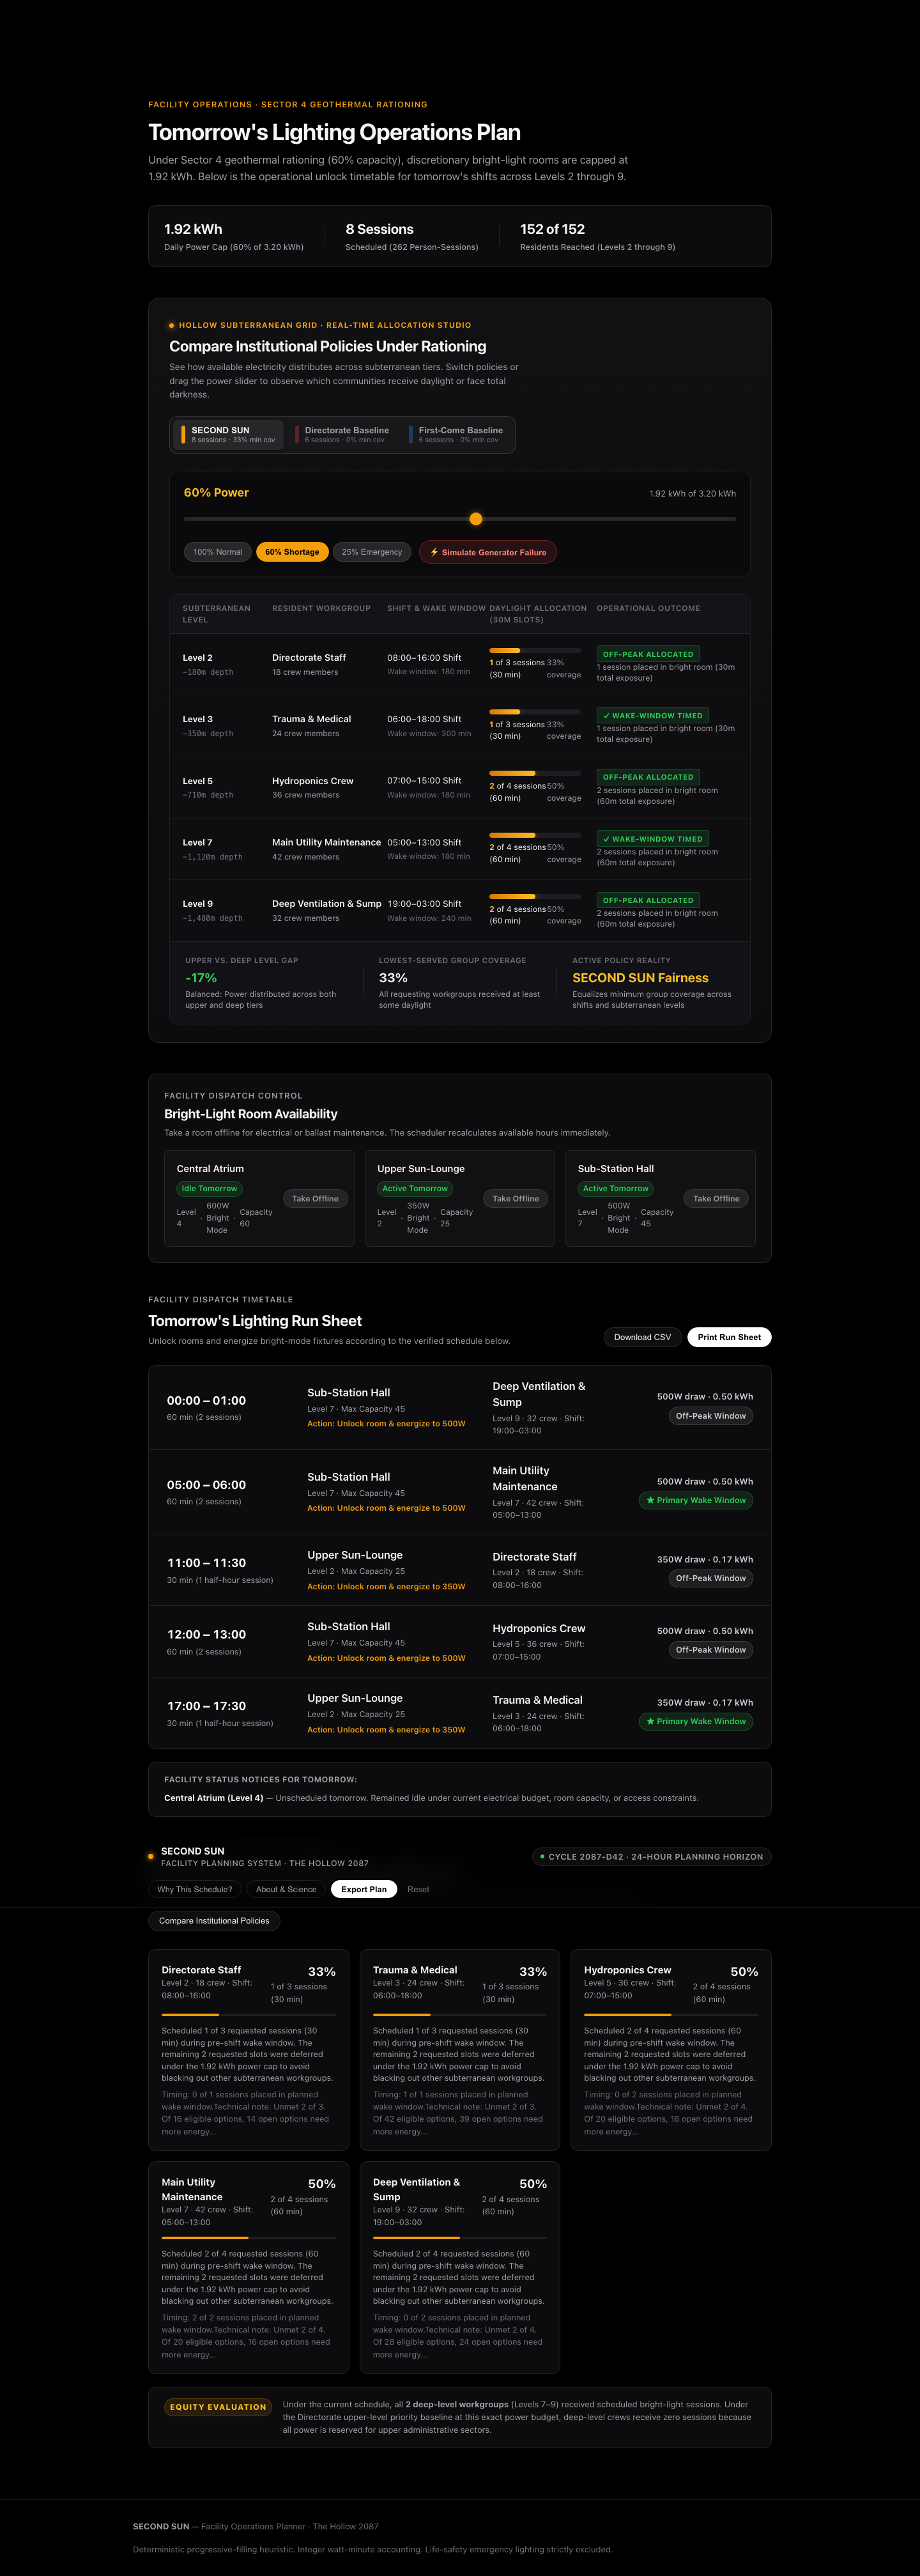 FACILITY OPERATIONS · SECTOR 4 GEOTHERMAL RATIONING
Tomorrow's Lighting Operations Plan
Under Sector 4 geothermal rationing (60% capacity), discretionary bright-light rooms are capped at
1.92 kWh. Below is the operational unlock timetable for tomorrow's shifts across Levels 2 through 9.
1.92 kWh
Daily Power Cap (60% of 3.20 kWh)
8 Sessions
Scheduled (262 Person-Sessions)
152 of 152
Residents Reached (Levels 2 through 9)
HOLLOW SUBTERRANEAN GRID · REAL-TIME ALLOCATION STUDIO
Compare Institutional Policies Under Rationing
See how available electricity distributes across subterranean tiers. Switch policies or
drag the power slider to observe which communities receive daylight or face total
darkness.
SECOND SUN
8 sessions · 33% min cov
Directorate Baseline
6 sessions · 0% min cov
First-Come Baseline
6 sessions · 0% min cov
60% Power
1.92 kWh of 3.20 kWh
100% Normal
60% Shortage
25% Emergency
⚡ Simulate Generator Failure
SUBTERRANEAN
LEVEL
RESIDENT WORKGROUP
SHIFT & WAKE WINDOW
DAYLIGHT ALLOCATION
(30M SLOTS)
OPERATIONAL OUTCOME
Level 2
−180m depth
Directorate Staff
18 crew members
08:00–16:00 Shift
Wake window: 180 min
1 of 3 sessions
(30 min)
33%
coverage
OFF-PEAK ALLOCATED
1 session placed in bright room (30m
total exposure)
Level 3
−350m depth
Trauma & Medical
24 crew members
06:00–18:00 Shift
Wake window: 300 min
1 of 3 sessions
(30 min)
33%
coverage
✓ WAKE-WINDOW TIMED
1 session placed in bright room (30m
total exposure)
Level 5
−710m depth
Hydroponics Crew
36 crew members
07:00–15:00 Shift
Wake window: 180 min
2 of 4 sessions
(60 min)
50%
coverage
OFF-PEAK ALLOCATED
2 sessions placed in bright room
(60m total exposure)
Level 7
−1,120m depth
Main Utility Maintenance
42 crew members
05:00–13:00 Shift
Wake window: 180 min
2 of 4 sessions
(60 min)
50%
coverage
✓ WAKE-WINDOW TIMED
2 sessions placed in bright room
(60m total exposure)
Level 9
−1,480m depth
Deep Ventilation & Sump
32 crew members
19:00–03:00 Shift
Wake window: 240 min
2 of 4 sessions
(60 min)
50%
coverage
OFF-PEAK ALLOCATED
2 sessions placed in bright room
(60m total exposure)
UPPER VS. DEEP LEVEL GAP
-17%
Balanced: Power distributed across both
upper and deep tiers
LOWEST-SERVED GROUP COVERAGE
33%
All requesting workgroups received at least
some daylight
ACTIVE POLICY REALITY
SECOND SUN Fairness
Equalizes minimum group coverage across
shifts and subterranean levels
FACILITY DISPATCH CONTROL
Bright-Light Room Availability
Take a room offline for electrical or ballast maintenance. The scheduler recalculates available hours immediately.
Central Atrium
Idle Tomorrow
Level
4
·
600W
Bright
Mode
·
Capacity
60
Take Offline
Upper Sun-Lounge
Active Tomorrow
Level
2
·
350W
Bright
Mode
·
Capacity
25
Take Offline
Sub-Station Hall
Active Tomorrow
Level
7
·
500W
Bright
Mode
·
Capacity
45
Take Offline
FACILITY DISPATCH TIMETABLE
Tomorrow's Lighting Run Sheet
Unlock rooms and energize bright-mode fixtures according to the verified schedule below.
Download CSV
Print Run Sheet
00:00 – 01:00
60 min (2 sessions)
Sub-Station Hall
Level 7 · Max Capacity 45
Action: Unlock room & energize to 500W
Deep Ventilation &
Sump
Level 9 · 32 crew · Shift:
19:00–03:00
500W draw · 0.50 kWh
Off-Peak Window
05:00 – 06:00
60 min (2 sessions)
Sub-Station Hall
Level 7 · Max Capacity 45
Action: Unlock room & energize to 500W
Main Utility
Maintenance
Level 7 · 42 crew · Shift:
05:00–13:00
500W draw · 0.50 kWh
★ Primary Wake Window
11:00 – 11:30
30 min (1 half-hour session)
Upper Sun-Lounge
Level 2 · Max Capacity 25
Action: Unlock room & energize to 350W
Directorate Staff
Level 2 · 18 crew · Shift:
08:00–16:00
350W draw · 0.17 kWh
Off-Peak Window
12:00 – 13:00
60 min (2 sessions)
Sub-Station Hall
Level 7 · Max Capacity 45
Action: Unlock room & energize to 500W
Hydroponics Crew
Level 5 · 36 crew · Shift:
07:00–15:00
500W draw · 0.50 kWh
Off-Peak Window
17:00 – 17:30
30 min (1 half-hour session)
Upper Sun-Lounge
Level 2 · Max Capacity 25
Action: Unlock room & energize to 350W
Trauma & Medical
Level 3 · 24 crew · Shift:
06:00–18:00
350W draw · 0.17 kWh
★ Primary Wake Window
FACILITY STATUS NOTICES FOR TOMORROW:
Central Atrium (Level 4) — Unscheduled tomorrow. Remained idle under current electrical budget, room capacity, or access constraints.
SECOND SUN
FACILITY PLANNING SYSTEM · THE HOLLOW 2087
CYCLE 2087-D42 · 24-HOUR PLANNING HORIZON
Why This Schedule?
About & Science
Export Plan
Reset
Compare Institutional Policies
Directorate Staff
Level 2 · 18 crew · Shift:
08:00–16:00
33%
1 of 3 sessions
(30 min)
Scheduled 1 of 3 requested sessions (30
min) during pre-shift wake window. The
remaining 2 requested slots were deferred
under the 1.92 kWh power cap to avoid
blacking out other subterranean workgroups.
Timing: 0 of 1 sessions placed in planned
wake window.Technical note: Unmet 2 of 3.
Of 16 eligible options, 14 open options need
more energy...
Trauma & Medical
Level 3 · 24 crew · Shift:
06:00–18:00
33%
1 of 3 sessions
(30 min)
Scheduled 1 of 3 requested sessions (30
min) during pre-shift wake window. The
remaining 2 requested slots were deferred
under the 1.92 kWh power cap to avoid
blacking out other subterranean workgroups.
Timing: 1 of 1 sessions placed in planned
wake window.Technical note: Unmet 2 of 3.
Of 42 eligible options, 39 open options need
more energy...
Hydroponics Crew
Level 5 · 36 crew · Shift:
07:00–15:00
50%
2 of 4 sessions
(60 min)
Scheduled 2 of 4 requested sessions (60
min) during pre-shift wake window. The
remaining 2 requested slots were deferred
under the 1.92 kWh power cap to avoid
blacking out other subterranean workgroups.
Timing: 0 of 2 sessions placed in planned
wake window.Technical note: Unmet 2 of 4.
Of 20 eligible options, 16 open options need
more energy...
Main Utility
Maintenance
Level 7 · 42 crew · Shift:
05:00–13:00
50%
2 of 4 sessions
(60 min)
Scheduled 2 of 4 requested sessions (60
min) during pre-shift wake window. The
remaining 2 requested slots were deferred
under the 1.92 kWh power cap to avoid
blacking out other subterranean workgroups.
Timing: 2 of 2 sessions placed in planned
wake window.Technical note: Unmet 2 of 4.
Of 20 eligible options, 16 open options need
more energy...
Deep Ventilation &
Sump
Level 9 · 32 crew · Shift:
19:00–03:00
50%
2 of 4 sessions
(60 min)
Scheduled 2 of 4 requested sessions (60
min) during pre-shift wake window. The
remaining 2 requested slots were deferred
under the 1.92 kWh power cap to avoid
blacking out other subterranean workgroups.
Timing: 0 of 2 sessions placed in planned
wake window.Technical note: Unmet 2 of 4.
Of 28 eligible options, 24 open options need
more energy...
EQUITY EVALUATION
Under the current schedule, all 2 deep-level workgroups (Levels 7–9) received scheduled bright-light sessions. Under
the Directorate upper-level priority baseline at this exact power budget, deep-level crews receive zero sessions because
all power is reserved for upper administrative sectors.
SECOND SUN — Facility Operations Planner · The Hollow 2087
Deterministic progressive-filling heuristic. Integer watt-minute accounting. Life-safety emergency lighting strictly excluded.